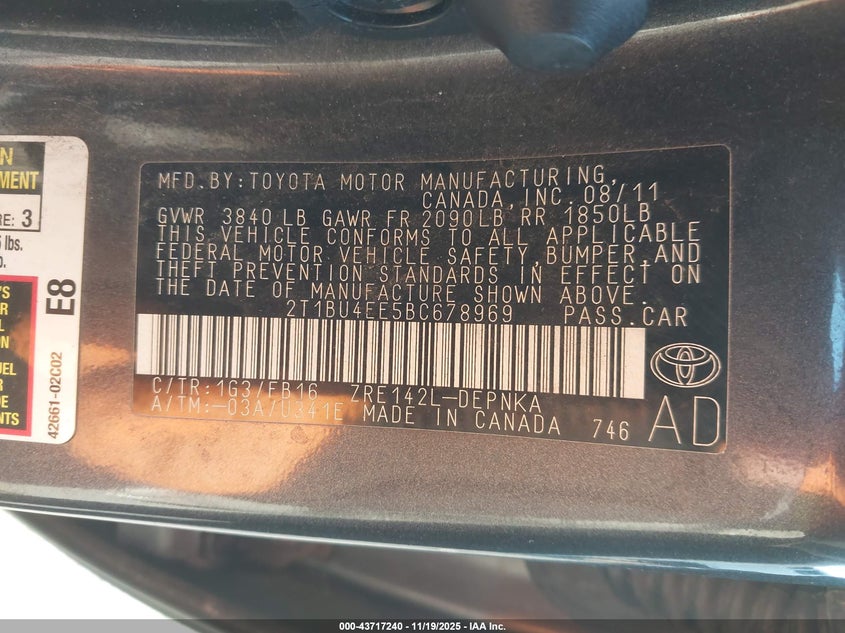 MFD.BY:TOYOTA MOTOR MANUFACTURING,
CANADA, INC. 08/11
GVWR 3840 LB GAWR FR 2090LB RR 1850LB
THIS VEHICLE CONFORMS TO ALL APPLICABLE
FEDERAL MOTOR VEHICLE SAFETY, BUMPER, AND
THEFT PREVENTION STANDARDS IN EFFECT ON
THE DATE OF MANUFACTURE SHOWN ABOVE.
2T1BU4EE5BC678969 PASS.CAR
C/TR:1G3/FB16 ZRE142L-DEPNKA
A/TM:-03A/U341E MADE IN CANADA 746
AD
RE: 3
lbs.
E8
42661-02C02
000-43717240 - 11/19/2025 - IAA Inc.